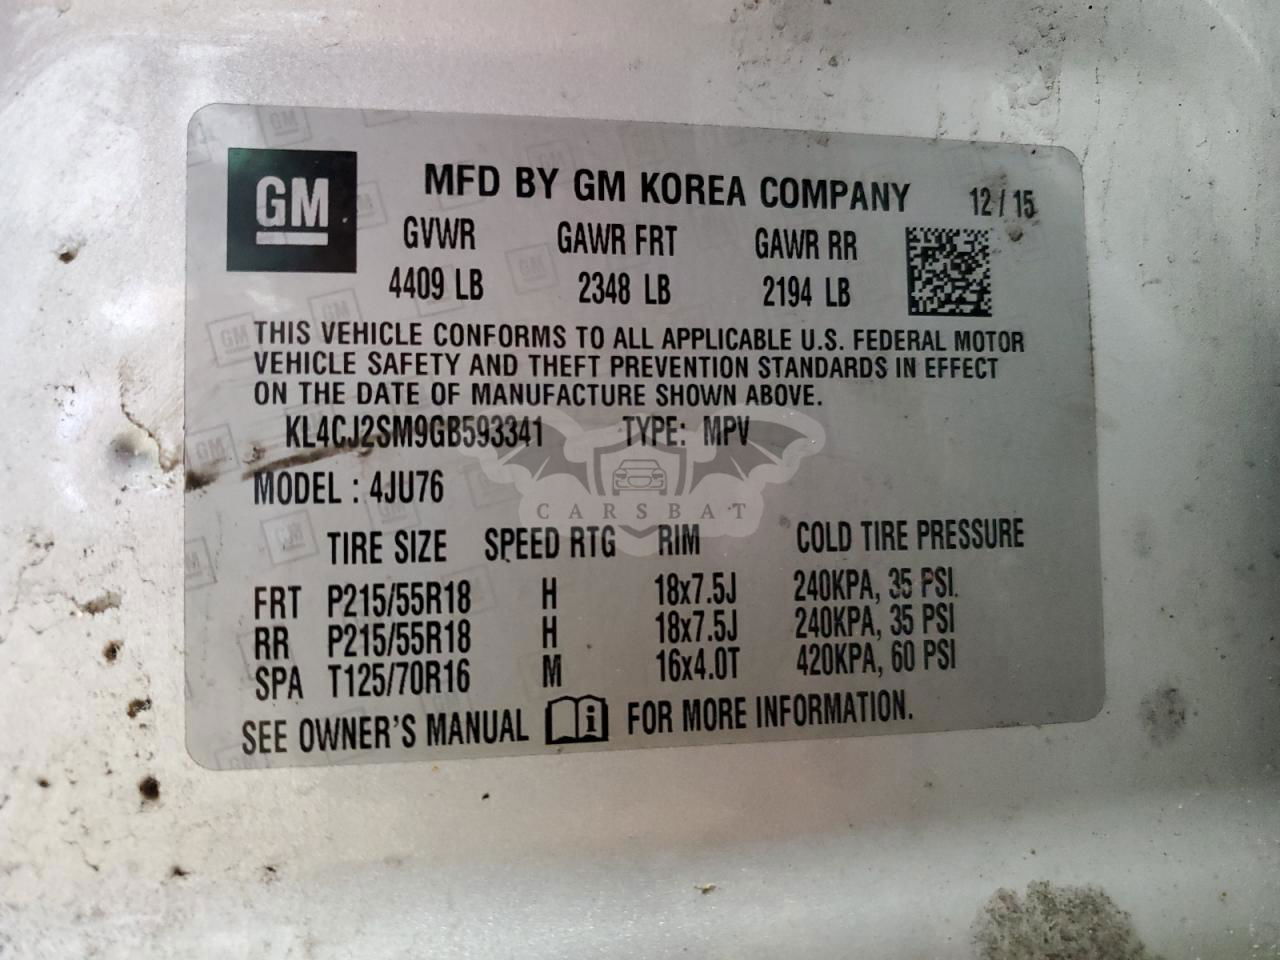 GM
MFD BY GM KOREA COMPANY 12 / 15
GVWR GAWR FRT GAWR RR
4409 LB 2348 LB 2194 LB
THIS VEHICLE CONFORMS TO ALL APPLICABLE U.S. FEDERAL MOTOR
VEHICLE SAFETY AND THEFT PREVENTION STANDARDS IN EFFECT
ON THE DATE OF MANUFACTURE SHOWN ABOVE.
KL4CJ2SM9GB593341 TYPE: MPV
MODEL : 4JU76
CARSBAT
TIRE SIZE SPEED RTG RIM COLD TIRE PRESSURE
FRT P215/55R18 H 18x7.5J 240KPA, 35 PSI.
RR P215/55R18 H 18x7.5J 240KPA, 35 PSI
SPA T125/70R16 M 16x4.0T 420KPA, 60 PSI
SEE OWNER'S MANUAL i FOR MORE INFORMATION.